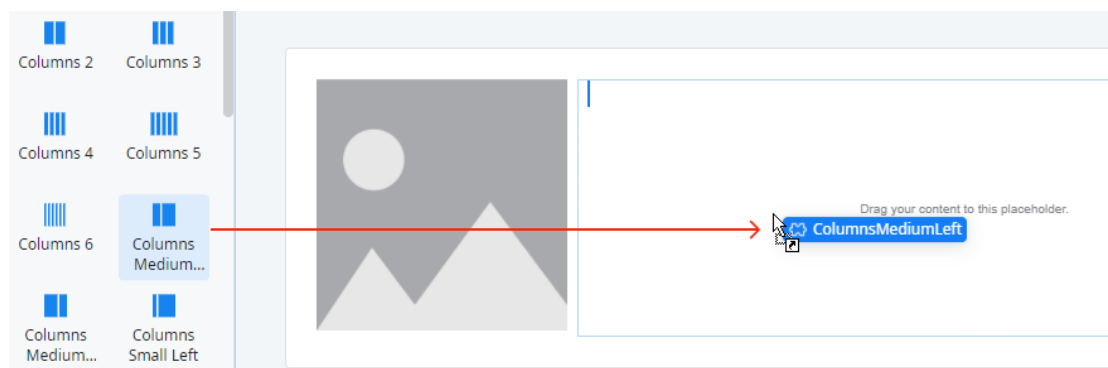 Columns 2
Columns 3
Columns 4
Columns 5
Columns 6
Columns
Medium...
Columns
Medium...
Columns
Small Left
Drag your content to this placeholder.
ColumnsMediumLeft